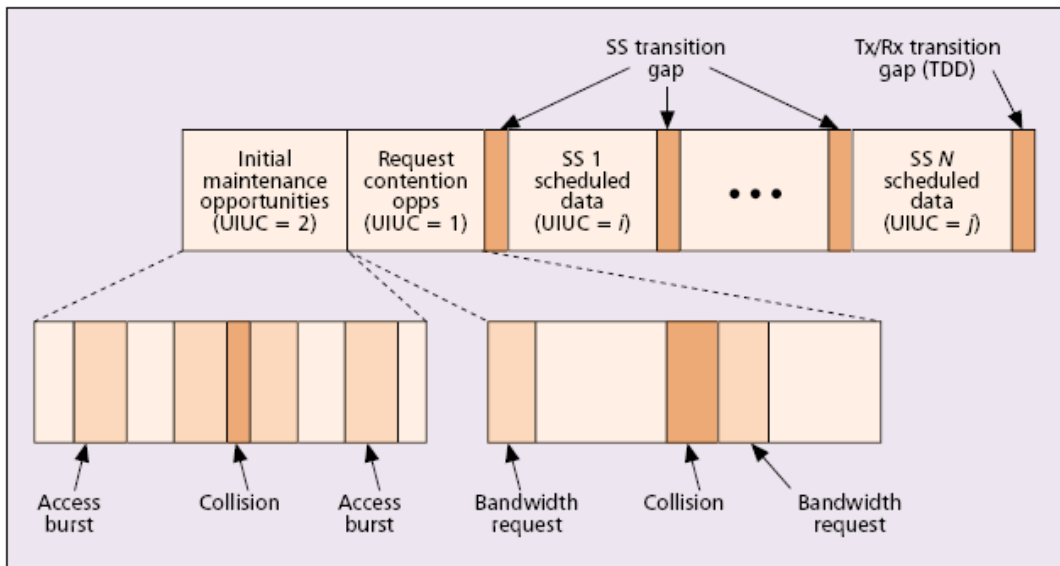 SS transition
gap
Tx/Rx transition
gap (TDD)
Initial
maintenance
opportunities
(UIUC = 2)
Request
contention
opps
(UIUC = 1)
SS 1
scheduled
data
(UIUC = i)
•••
SS N
scheduled
data
(UIUC = j)
Access
burst
Collision
Access
burst
Bandwidth
request
Collision
Bandwidth
request